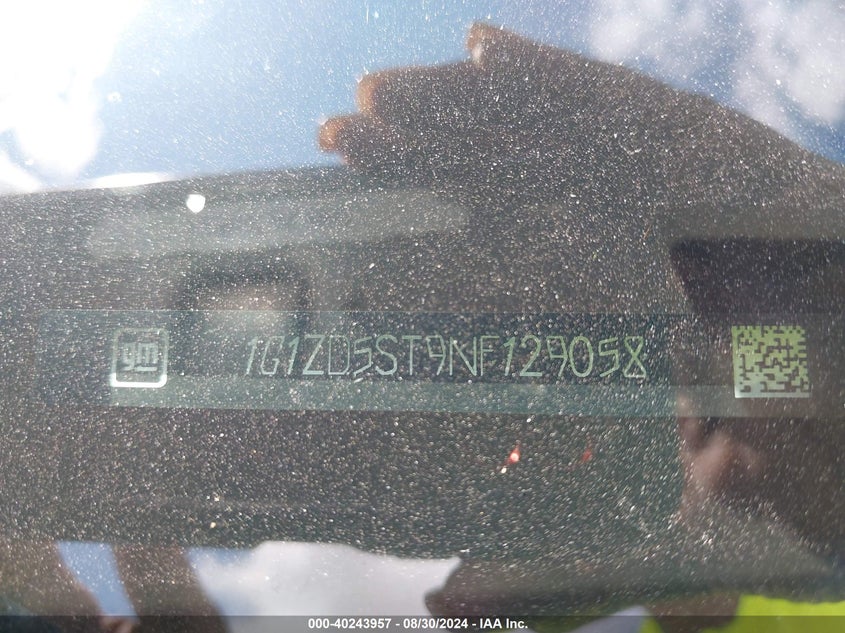 gm 1G1ZD5ST9NF129058
000-40243957 - 08/30/2024 - IAA Inc.